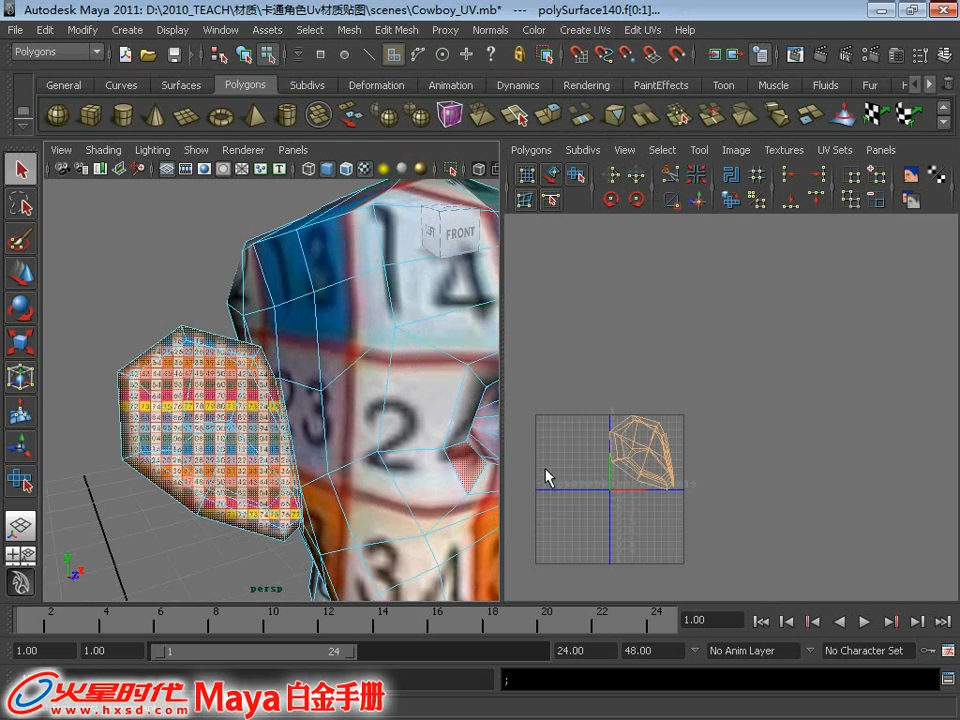 Autodesk Maya 2011: D:\2010_TEACH\材质\卡通角色Uv材质贴图\scenes\Cowboy_UV.mb* --- polySurface140.f[0:1]...
File Edit Modify Create Display Window Assets Select Mesh Edit Mesh Proxy Normals Color Create UVs Edit UVs Help
Polygons
General Curves Surfaces Polygons Subdivs Deformation Animation Dynamics Rendering PaintEffects Toon Muscle Fluids Fur
View Shading Lighting Show Renderer Panels
Polygons Subdivs View Select Tool Image Textures UV Sets Panels
LEFT FRONT
1 4
2
3
persp
2 4 6 8 10 12 14 16 18 20 22 24
1.00
1.00 1.00 1 24 24.00 48.00 No Anim Layer No Character Set
;
火星时代 Maya 白金手册
www.hxsd.com